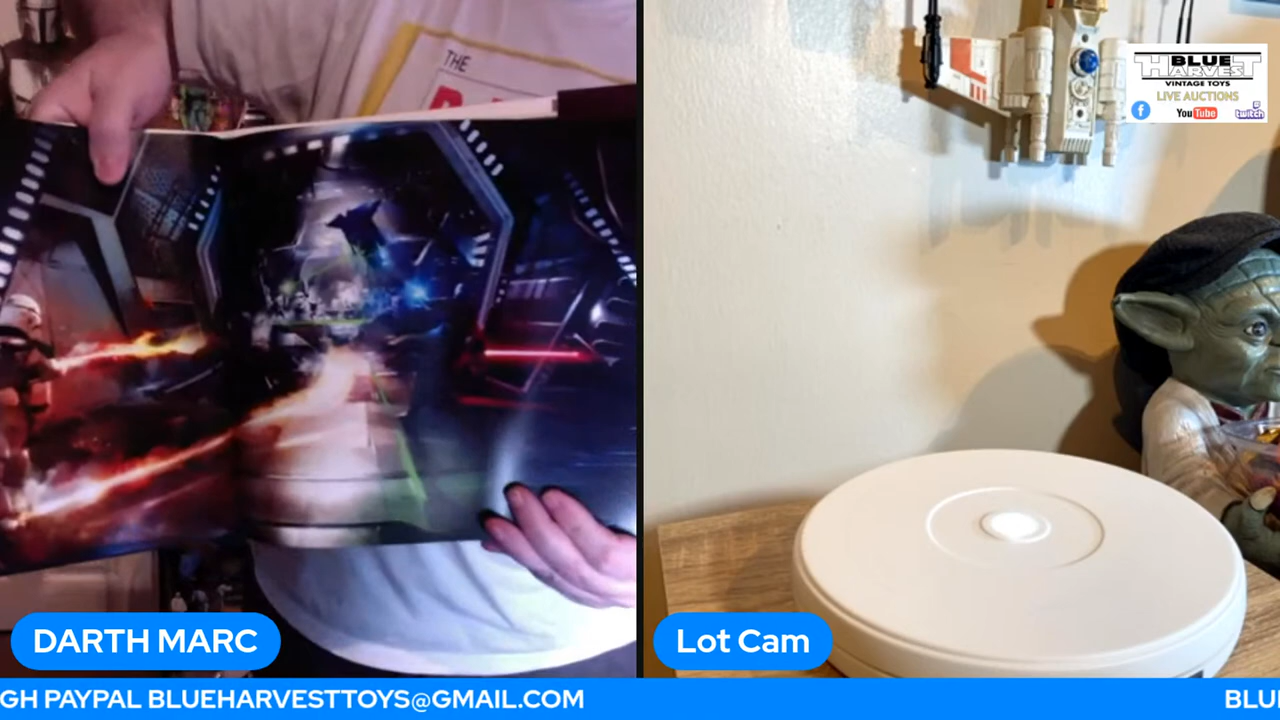 THE
BLUE
HARVEST
VINTAGE TOYS
LIVE AUCTIONS
f
YouTube
twitch
DARTH MARC
Lot Cam
GH PAYPAL BLUEHARVESTTOYS@GMAIL.COM
BLU